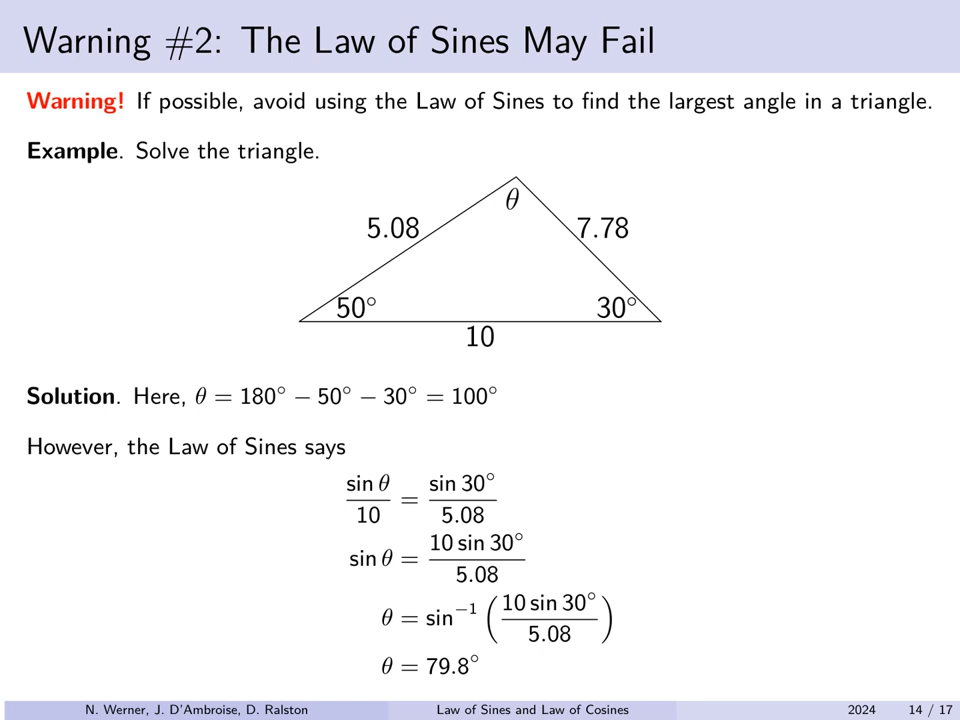 Warning #2: The Law of Sines May Fail
Warning! If possible, avoid using the Law of Sines to find the largest angle in a triangle.
Example. Solve the triangle.
θ
5.08 7.78
50° 30°
10
Solution. Here, θ = 180° − 50° − 30° = 100°
However, the Law of Sines says
sin θ / 10 = sin 30° / 5.08
sin θ = 10 sin 30° / 5.08
θ = sin⁻¹ (10 sin 30° / 5.08)
θ = 79.8°
N. Werner, J. D'Ambroise, D. Ralston Law of Sines and Law of Cosines 2024 14 / 17